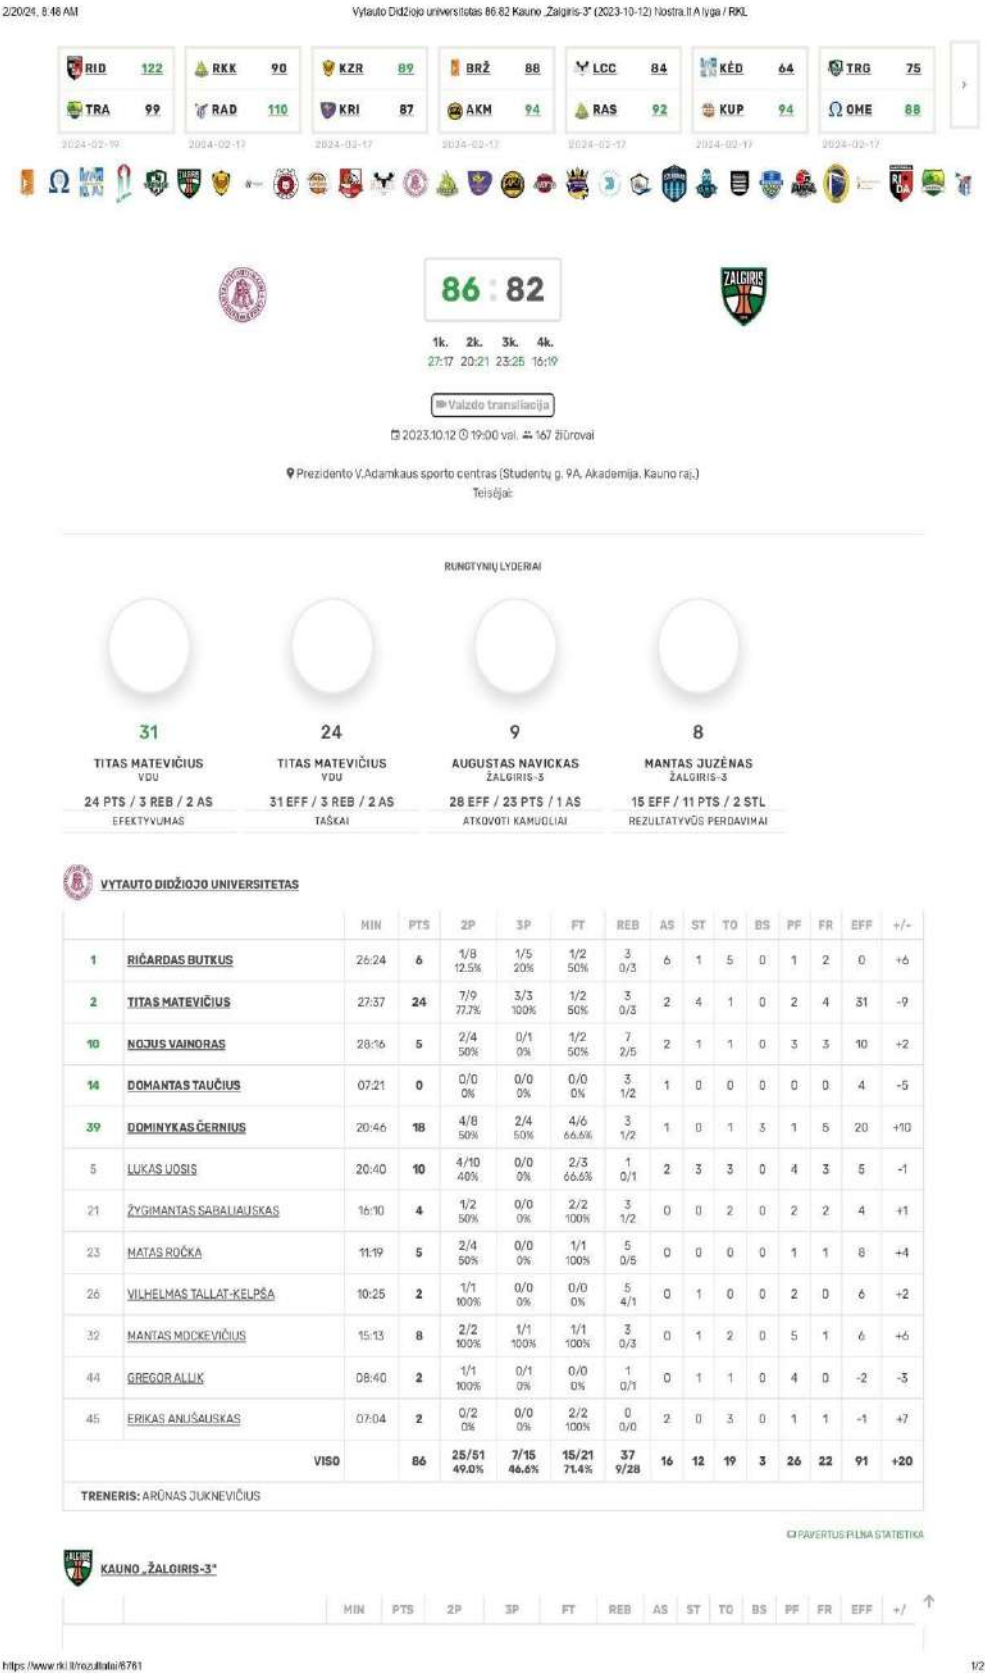 2/20/24, 8:48 AM Vytauto Didžiojo universitetas 86:82 Kauno „Žalgiris-3" (2023-10-12) Nostra.lt A lyga / RKL
RID 122 RKK 90 KZR 89 BRŽ 88 LCC 84 KĖD 64 TRG 75
TRA 99 RAD 110 KRI 87 AKM 94 RAS 92 KUP 94 OME 88
2024-02-19 2024-02-17 2024-02-17 2024-02-17 2024-02-17 2024-02-17 2024-02-17
86 : 82
ZALGIRIS
1k. 2k. 3k. 4k.
27:17 20:21 23:25 16:19
Vaizdo transliacija
2023.10.12 19:00 val. 167 žiūrovai
Prezidento V.Adamkaus sporto centras (Studentų g. 9A, Akademija, Kauno raj.)
Teisėjai:
RUNGTYNIŲ LYDERIAI
31 24 9 8
TITAS MATEVIČIUS TITAS MATEVIČIUS AUGUSTAS NAVICKAS MANTAS JUZĖNAS
VDU VDU ŽALGIRIS-3 ŽALGIRIS-3
24 PTS / 3 REB / 2 AS 31 EFF / 3 REB / 2 AS 28 EFF / 23 PTS / 1 AS 15 EFF / 11 PTS / 2 STL
EFEKTYVUMAS TAŠKAI ATKOVOTI KAMUOLIAI REZULTATYVŪS PERDAVIMAI
VYTAUTO DIDŽIOJO UNIVERSITETAS
MIN PTS 2P 3P FT REB AS ST TO BS PF FR EFF +/-
1 RIČARDAS BUTKUS 26:24 6 1/8 1/5 1/2 3 6 1 5 0 1 2 0 +6
12.5% 20% 50% 0/3
2 TITAS MATEVIČIUS 27:37 24 7/9 3/3 1/2 3 2 4 1 0 2 4 31 -9
77.7% 100% 50% 0/3
10 NOJUS VAINORAS 28:16 5 2/4 0/1 1/2 7 2 1 1 0 3 3 10 +2
50% 0% 50% 2/5
14 DOMANTAS TAUČIUS 07:21 0 0/0 0/0 0/0 3 1 0 0 0 0 0 4 -5
0% 0% 0% 1/2
39 DOMINYKAS ČERNIUS 20:46 18 4/8 2/4 4/6 3 1 0 1 3 1 5 20 +10
50% 50% 66.6% 1/2
5 LUKAS UOSIS 20:40 10 4/10 0/0 2/3 1 2 3 3 0 4 3 5 -1
40% 0% 66.6% 0/1
21 ŽYGIMANTAS SABALIAUSKAS 16:10 4 1/2 0/0 2/2 3 0 0 2 0 2 2 4 +1
50% 0% 100% 1/2
23 MATAS ROČKA 11:19 5 2/4 0/0 1/1 5 0 0 0 0 1 1 8 +4
50% 0% 100% 0/5
26 VILHELMAS TALLAT-KELPŠA 10:25 2 1/1 0/0 0/0 5 0 1 0 0 2 0 6 +2
100% 0% 0% 4/1
32 MANTAS MOCKEVIČIUS 15:13 8 2/2 1/1 1/1 3 0 1 2 0 5 1 6 +6
100% 100% 100% 0/3
44 GREGOR ALLIK 08:40 2 1/1 0/1 0/0 1 0 1 1 0 4 0 -2 -3
100% 0% 0% 0/1
45 ERIKAS ANUŠAUSKAS 07:04 2 0/2 0/0 2/2 0 2 0 3 0 1 1 -1 +7
0% 0% 100% 0/0
VISO 86 25/51 7/15 15/21 37 16 12 19 3 26 22 91 +20
49.0% 46.6% 71.4% 9/28
TRENERIS: ARŪNAS JUKNEVIČIUS
PAVERTUS PILNA STATISTIKA
KAUNO „ŽALGIRIS-3"
MIN PTS 2P 3P FT REB AS ST TO BS PF FR EFF +/
https://www.rkl.lt/rezultatai/6761 1/2